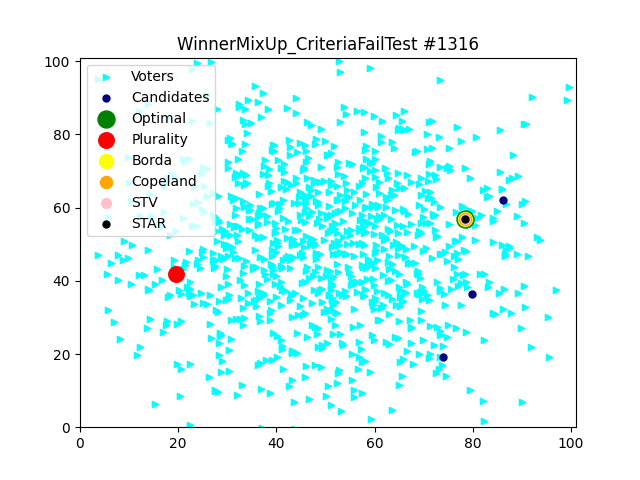 WinnerMixUp_CriteriaFailTest #1316
100
80
60
40
20
0
Voters
Candidates
Optimal
Plurality
Borda
Copeland
STV
STAR
0 20 40 60 80 100